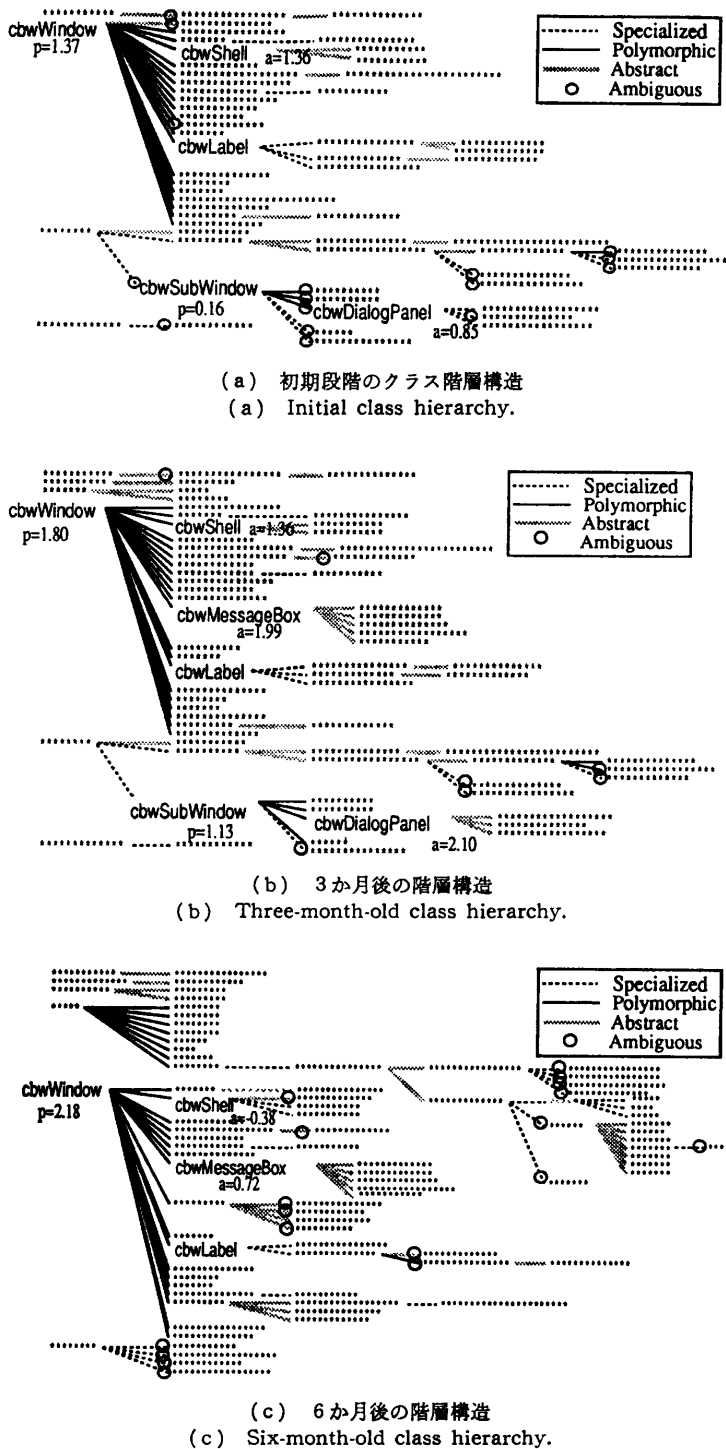 cbwWindow
p=1.37
cbwShell
a=1.36
cbwLabel
cbwSubWindow
p=0.16
cbwDialogPanel
a=0.85
Specialized
Polymorphic
Abstract
Ambiguous
(a) 初期段階のクラス階層構造
(a) Initial class hierarchy.
cbwWindow
p=1.80
cbwShell
a=1.36
cbwMessageBox
a=1.99
cbwLabel
cbwSubWindow
p=1.13
cbwDialogPanel
a=2.10
Specialized
Polymorphic
Abstract
Ambiguous
(b) 3か月後の階層構造
(b) Three-month-old class hierarchy.
cbwWindow
p=2.18
cbwShell
a=-0.38
cbwMessageBox
a=0.72
cbwLabel
Specialized
Polymorphic
Abstract
Ambiguous
(c) 6か月後の階層構造
(c) Six-month-old class hierarchy.